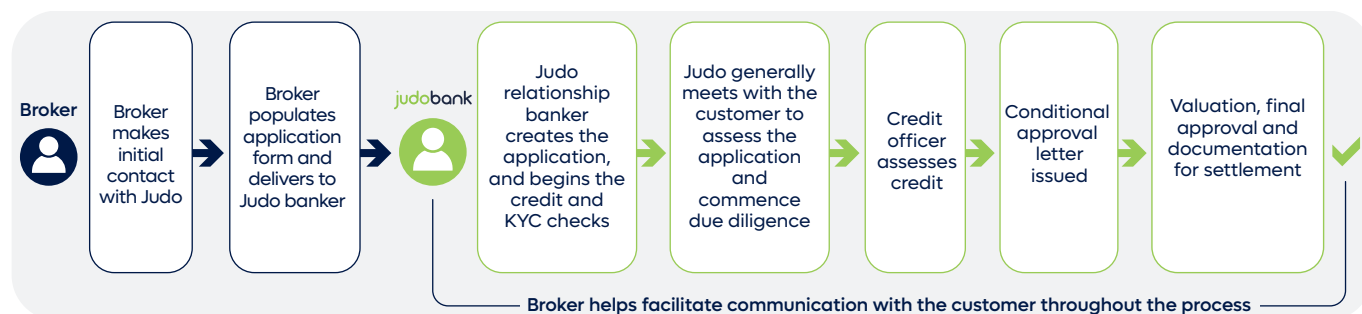 Broker
Broker
makes
initial
contact
with Judo
Broker
populates
application
form and
delivers to
Judo banker
judobank
Judo
relationship
banker
creates the
application,
and begins the
credit and
KYC checks
Judo generally
meets with the
customer to
assess the
application
and
commence
due diligence
Credit
officer
assesses
credit
Conditional
approval
letter
issued
Valuation, final
approval and
documentation
for settlement
Broker helps facilitate communication with the customer throughout the process